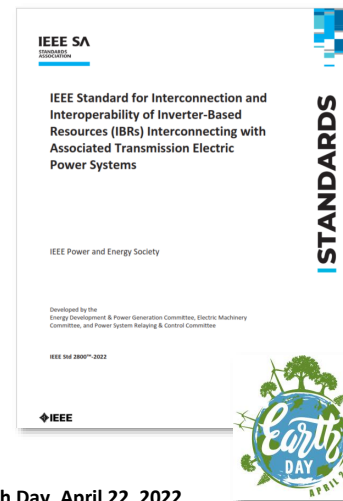 IEEE SA
STANDARDS
ASSOCIATION
STANDARDS
IEEE Standard for Interconnection and
Interoperability of Inverter-Based
Resources (IBRs) Interconnecting with
Associated Transmission Electric
Power Systems
IEEE Power and Energy Society
Developed by the
Energy Development & Power Generation Committee, Electric Machinery
Committee, and Power System Relaying & Control Committee
IEEE Std 2800™-2022
IEEE
Earth
DAY
APRIL
Day, April 22, 2022